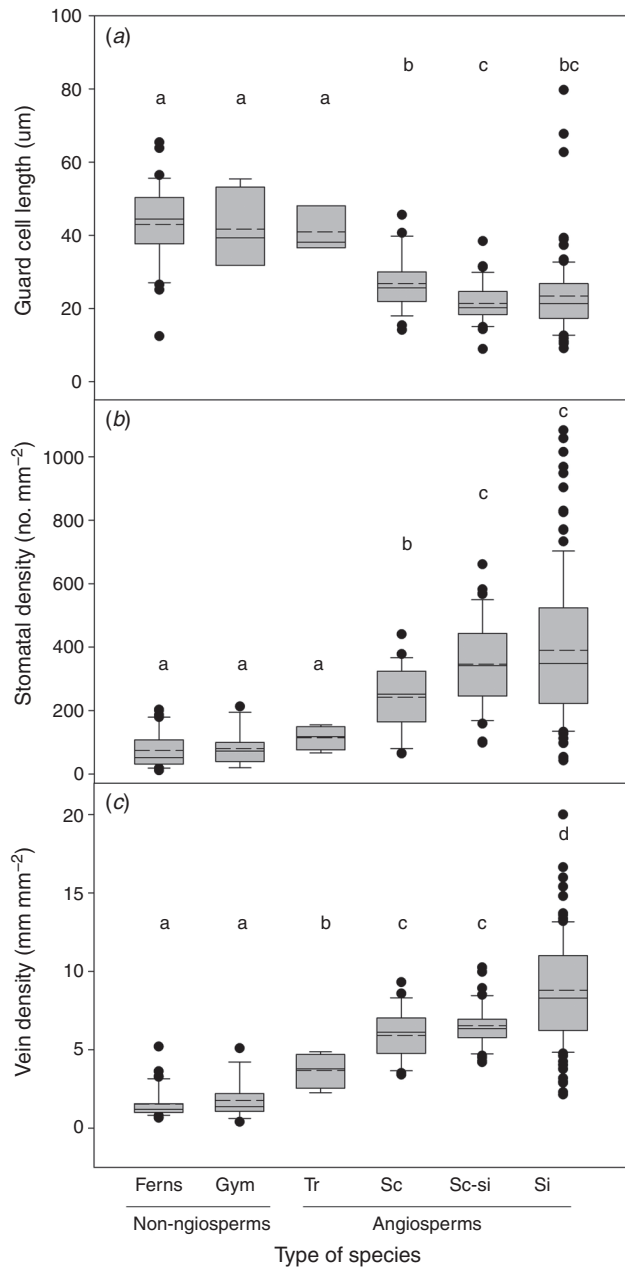 (a)
100
80
60
40
20
0
Guard cell length (um)
a a a b c bc
(b)
1000
800
600
400
200
0
Stomatal density (no. mm−2)
a a a b c c
(c)
20
15
10
5
0
Vein density (mm mm−2)
a a b c c d
Ferns Gym Tr Sc Sc-si Si
Non-ngiosperms Angiosperms
Type of species